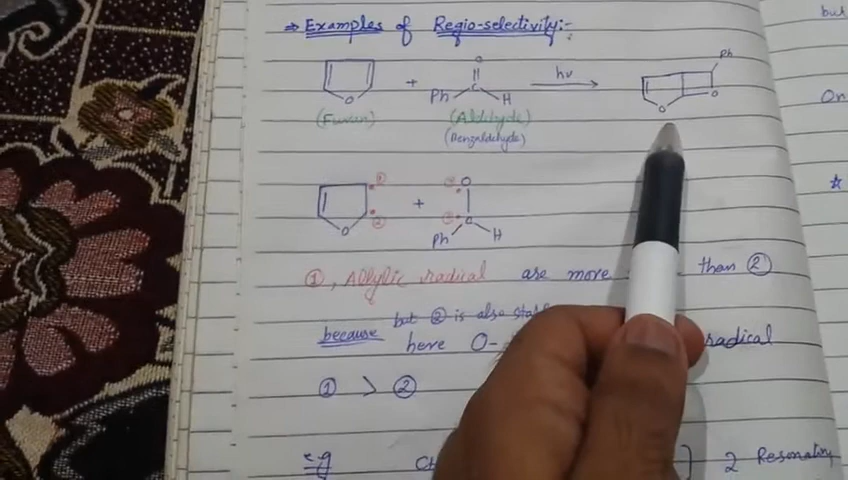 ⇒ Examples of Regio-selectivity:-
O + Ph C O H hν → O O Ph
(Furan) (Aldehyde)
(Benzaldehyde)
O ① ② + O Ph H
①, Allylic radical are more than ②
but ② is also
because here O- radical
① > ②
eg 2 Resonating
but
On